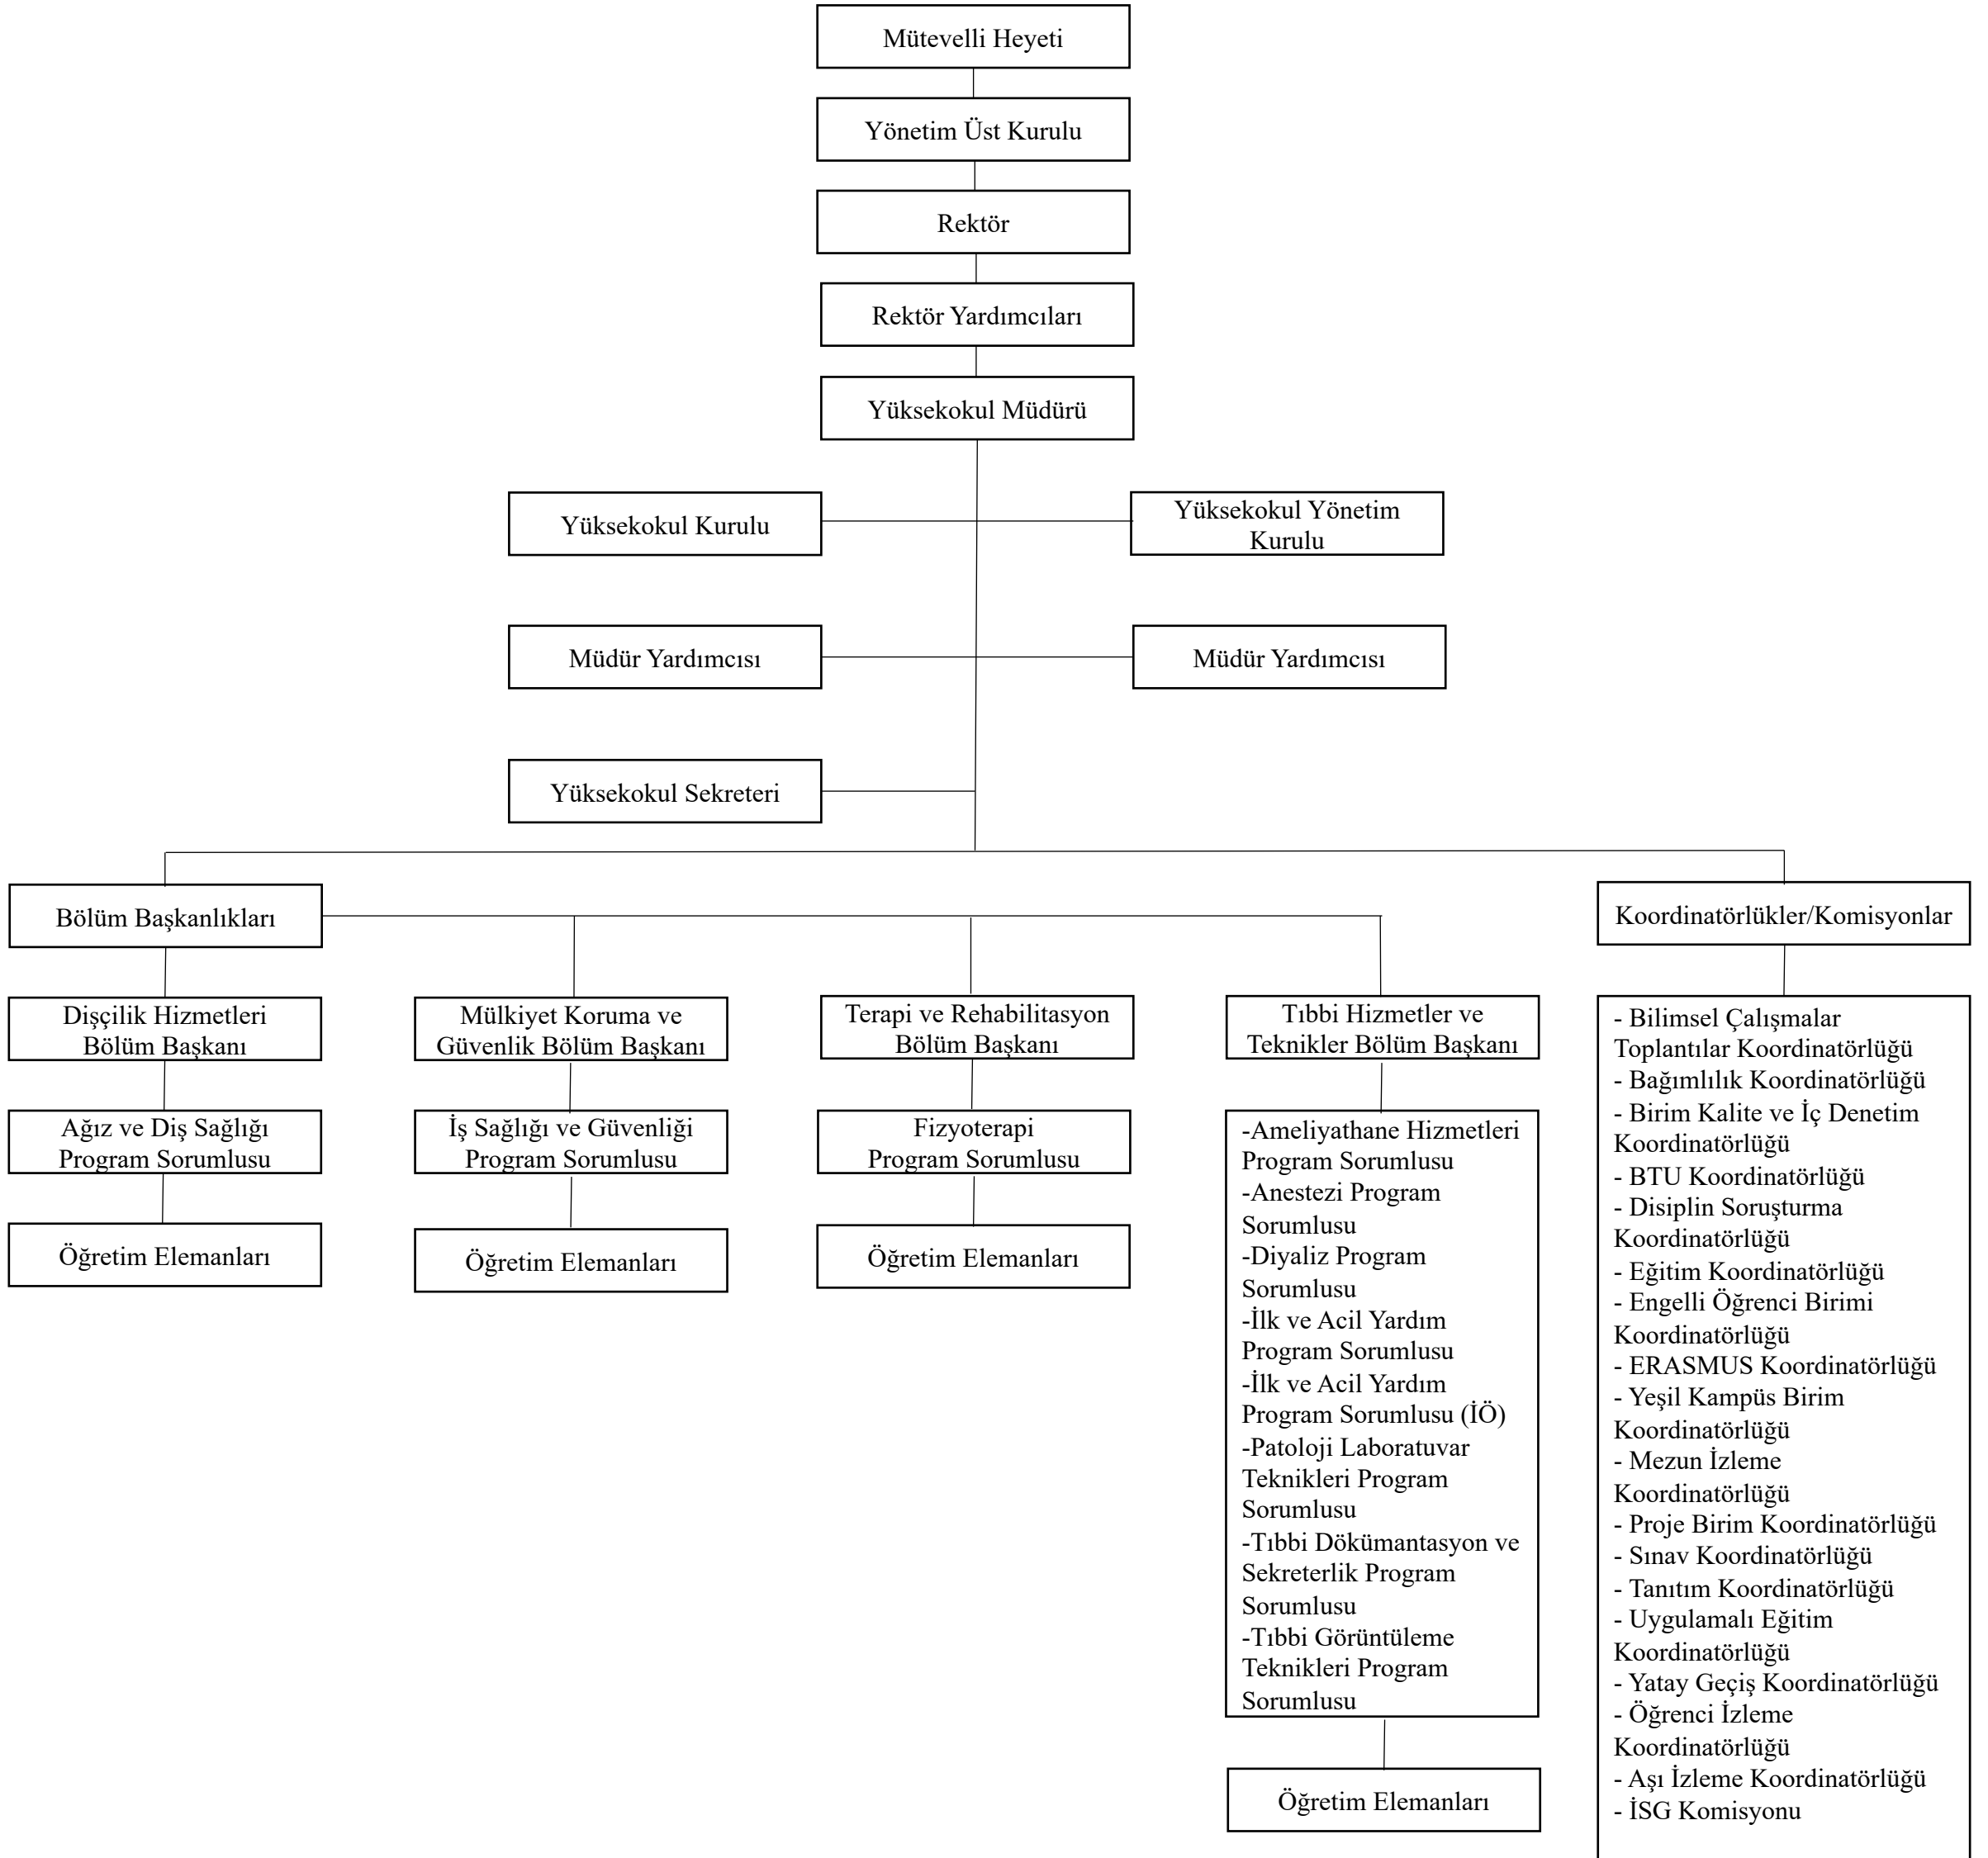 Mütevelli Heyeti
Yönetim Üst Kurulu
Rektör
Rektör Yardımcıları
Yüksekokul Müdürü
Yüksekokul Kurulu
Yüksekokul Yönetim
Kurulu
Müdür Yardımcısı
Müdür Yardımcısı
Yüksekokul Sekreteri
Bölüm Başkanlıkları
Koordinatörlükler/Komisyonlar
Dişçilik Hizmetleri
Bölüm Başkanı
Mülkiyet Koruma ve
Güvenlik Bölüm Başkanı
Terapi ve Rehabilitasyon
Bölüm Başkanı
Tıbbi Hizmetler ve
Teknikler Bölüm Başkanı
Ağız ve Diş Sağlığı
Program Sorumlusu
İş Sağlığı ve Güvenliği
Program Sorumlusu
Fizyoterapi
Program Sorumlusu
Öğretim Elemanları
Öğretim Elemanları
Öğretim Elemanları
-Ameliyathane Hizmetleri
Program Sorumlusu
-Anestezi Program
Sorumlusu
-Diyaliz Program
Sorumlusu
-İlk ve Acil Yardım
Program Sorumlusu
-İlk ve Acil Yardım
Program Sorumlusu (İÖ)
-Patoloji Laboratuvar
Teknikleri Program
Sorumlusu
-Tıbbi Dökümantasyon ve
Sekreterlik Program
Sorumlusu
-Tıbbi Görüntüleme
Teknikleri Program
Sorumlusu
Öğretim Elemanları
- Bilimsel Çalışmalar
Toplantılar Koordinatörlüğü
- Bağımlılık Koordinatörlüğü
- Birim Kalite ve İç Denetim
Koordinatörlüğü
- BTU Koordinatörlüğü
- Disiplin Soruşturma
Koordinatörlüğü
- Eğitim Koordinatörlüğü
- Engelli Öğrenci Birimi
Koordinatörlüğü
- ERASMUS Koordinatörlüğü
- Yeşil Kampüs Birim
Koordinatörlüğü
- Mezun İzleme
Koordinatörlüğü
- Proje Birim Koordinatörlüğü
- Sınav Koordinatörlüğü
- Tanıtım Koordinatörlüğü
- Uygulamalı Eğitim
Koordinatörlüğü
- Yatay Geçiş Koordinatörlüğü
- Öğrenci İzleme
Koordinatörlüğü
- Aşı İzleme Koordinatörlüğü
- İSG Komisyonu